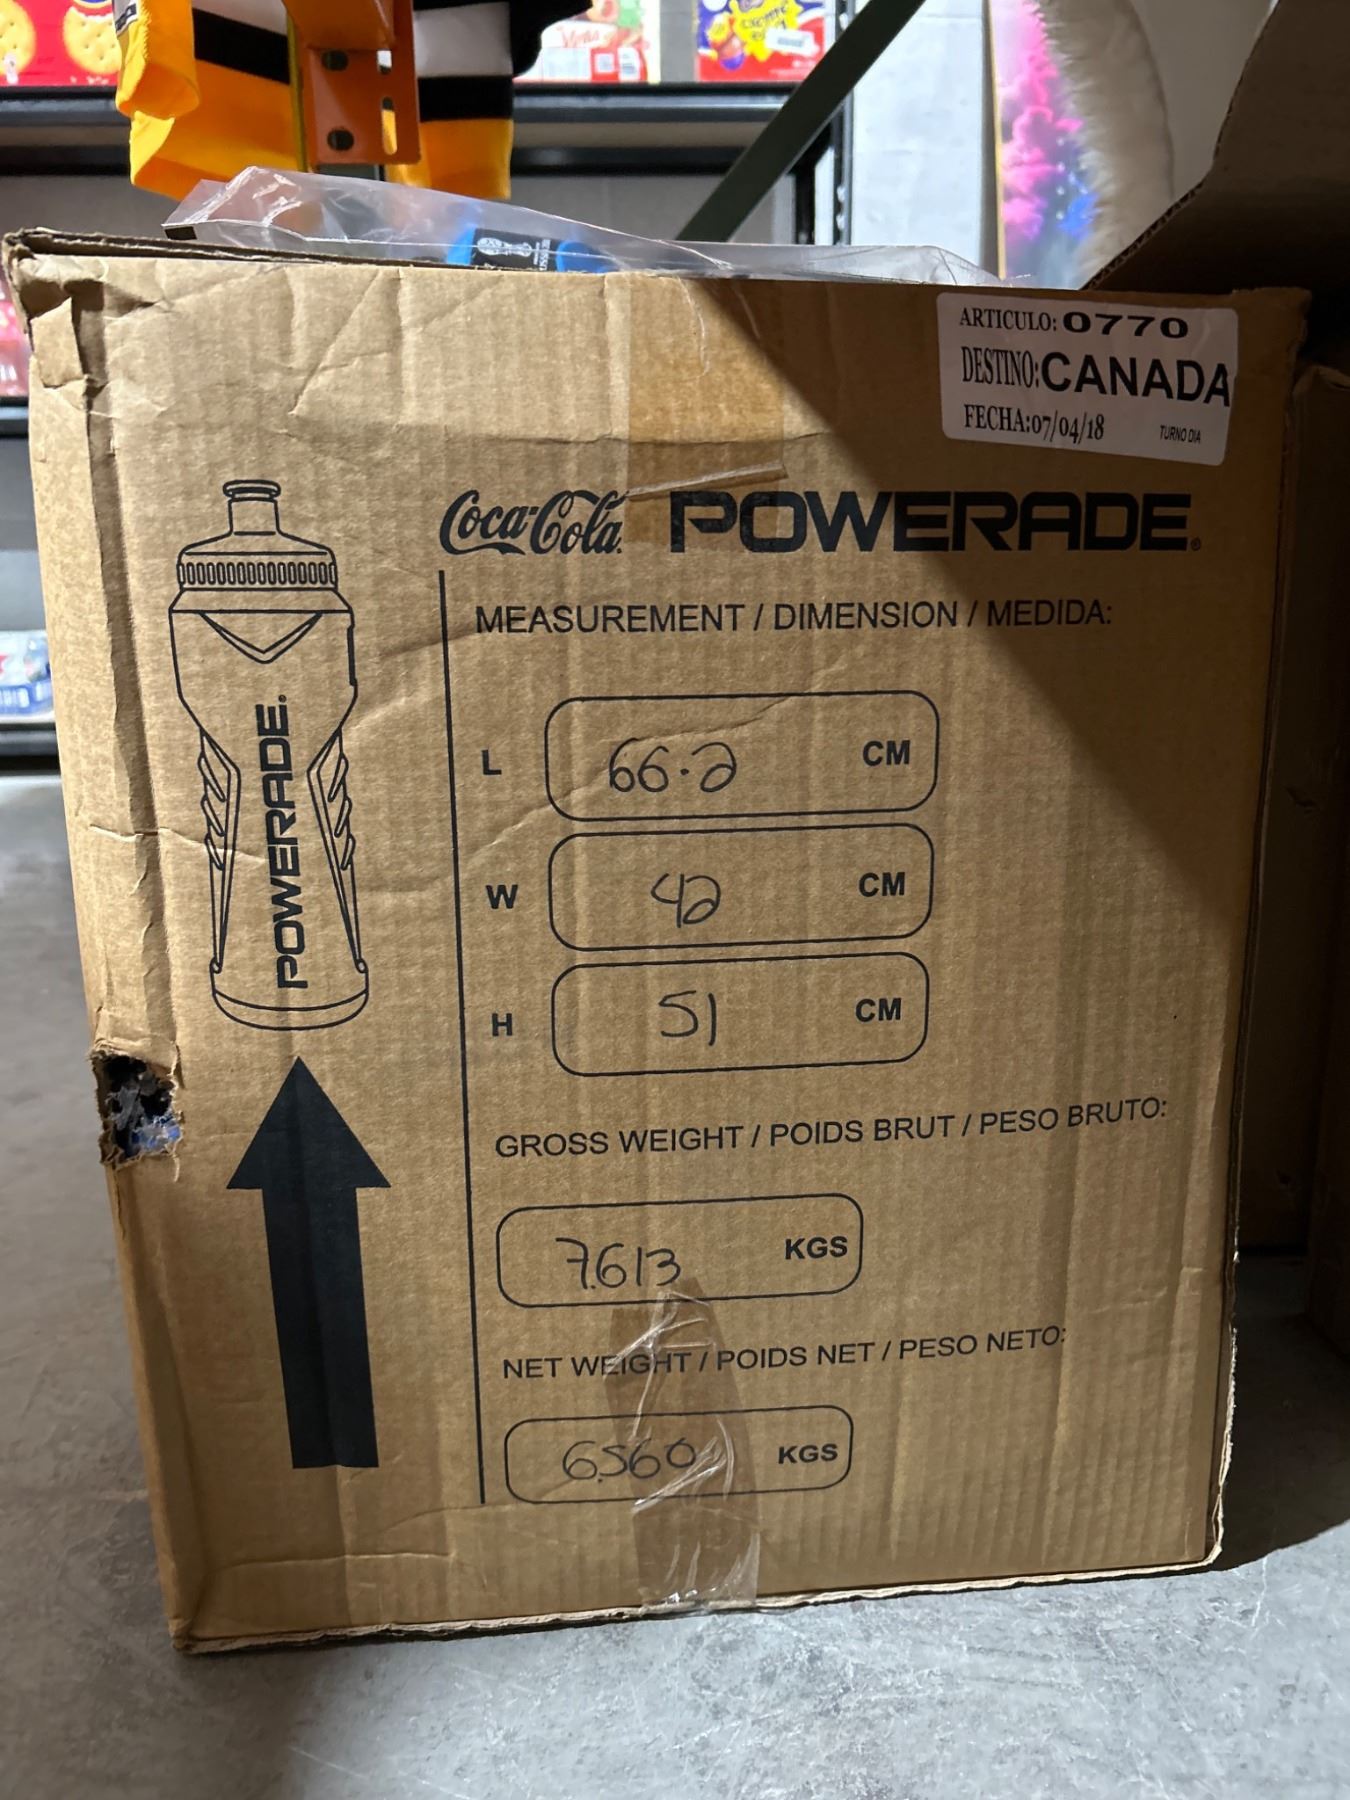 ARTICULO: 0770
DESTINO: CANADA
FECHA: 07/04/18 TURNO DIA
Coca-Cola POWERADE®
MEASUREMENT / DIMENSION / MEDIDA:
L 66.2 CM
W 42 CM
H 51 CM
POWERADE®
GROSS WEIGHT / POIDS BRUT / PESO BRUTO:
7.613 KGS
NET WEIGHT / POIDS NET / PESO NETO:
6.560 KGS